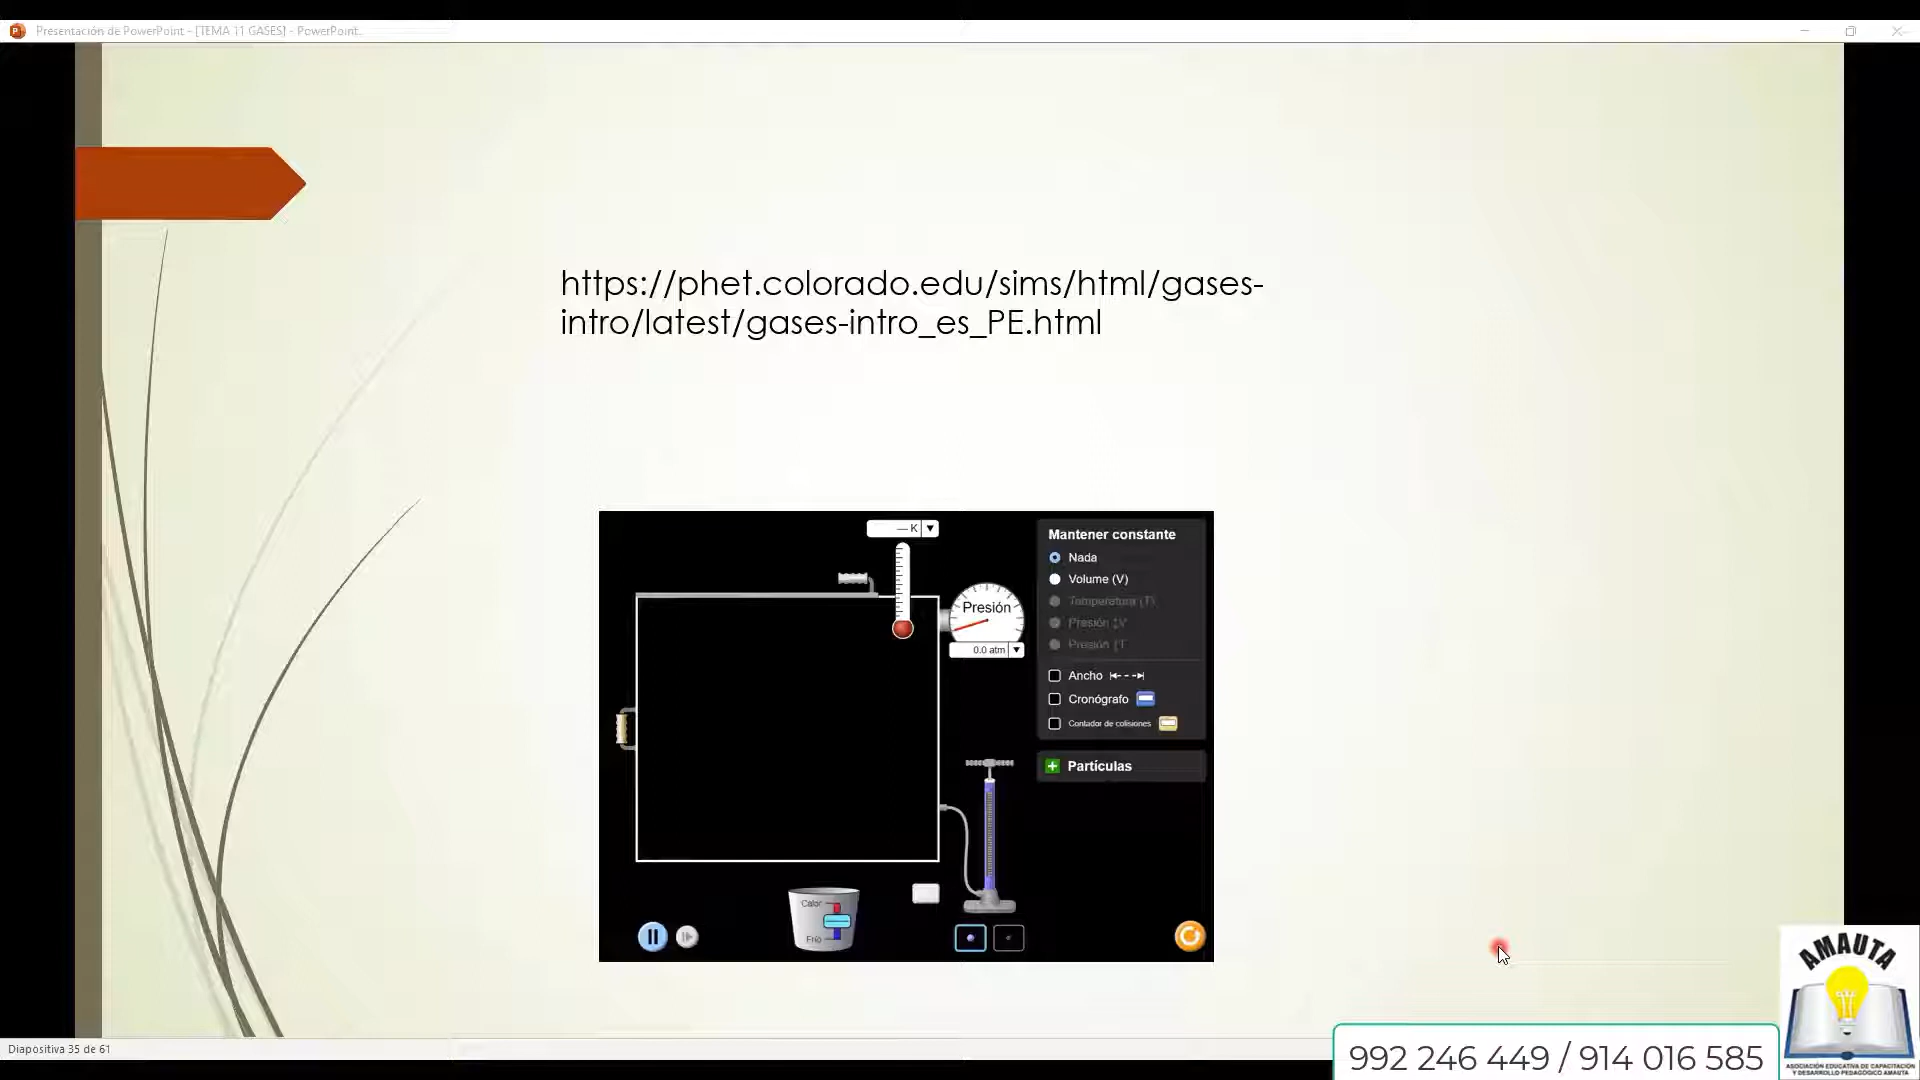 Presentación de PowerPoint - [TEMA 11 GASES] - PowerPoint...
https://phet.colorado.edu/sims/html/gases-
intro/latest/gases-intro_es_PE.html
— K
Presión
0.0 atm
Mantener constante
Nada
Volume (V)
Temperatura (T)
Presión ↕V
Presión ↕T
Ancho
Cronógrafo
Contador de colisiones
Partículas
Calor
Frío
Diapositiva 35 de 61
992 246 449 / 914 016 585
AMAUTA
ASOCIACIÓN EDUCATIVA DE CAPACITACIÓN
Y DESARROLLO PEDAGÓGICO AMAUTA